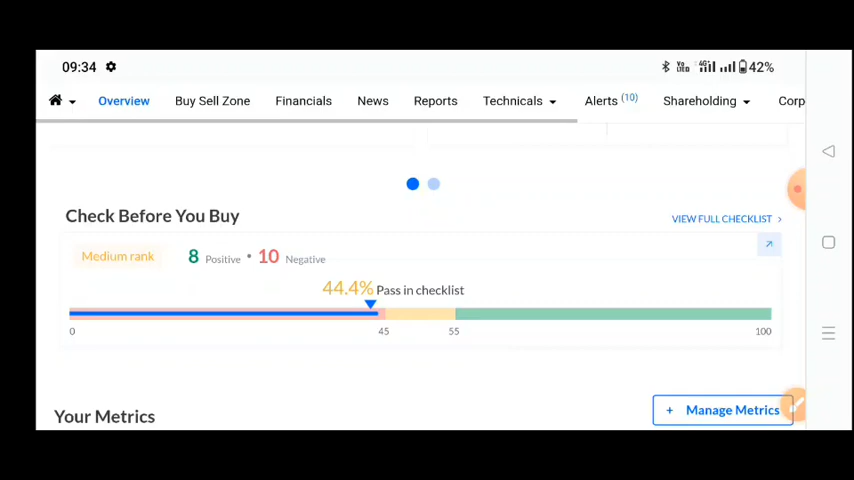 09:34 42%
Overview Buy Sell Zone Financials News Reports Technicals Alerts (10) Shareholding Corp
Check Before You Buy VIEW FULL CHECKLIST
Medium rank 8 Positive • 10 Negative
44.4% Pass in checklist
0 45 55 100
Your Metrics + Manage Metrics